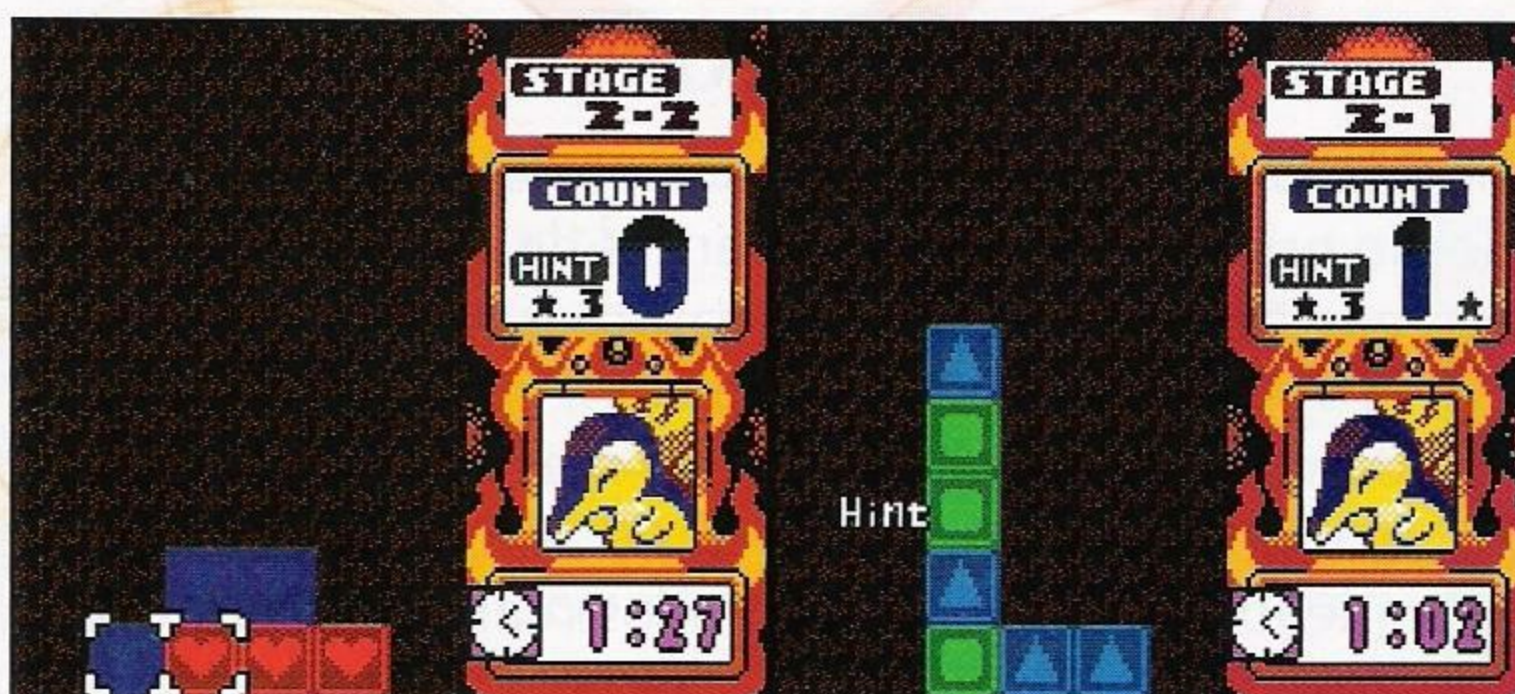 STAGE
2-2
COUNT
0
HINT
★..3
1:27
STAGE
2-1
COUNT
1
HINT
★..3 ★
Hint
1:02